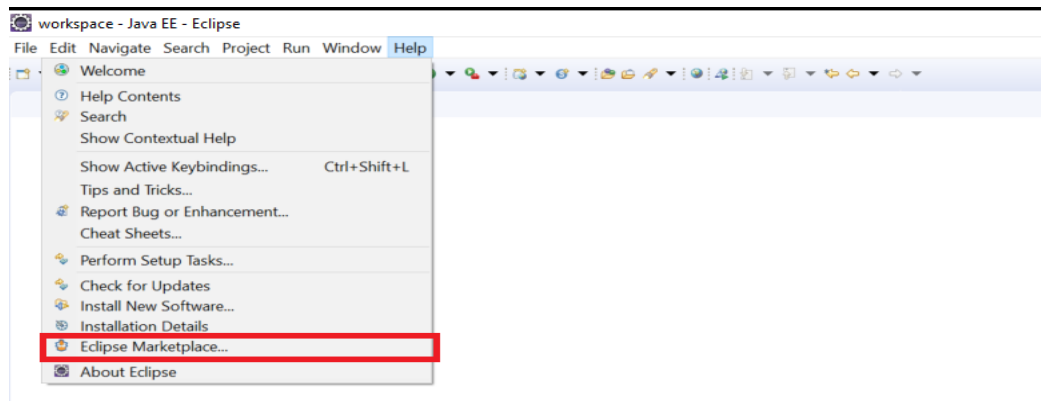 workspace - Java EE - Eclipse
File Edit Navigate Search Project Run Window Help
Welcome
Help Contents
Search
Show Contextual Help
Show Active Keybindings... Ctrl+Shift+L
Tips and Tricks...
Report Bug or Enhancement...
Cheat Sheets...
Perform Setup Tasks...
Check for Updates
Install New Software...
Installation Details
Eclipse Marketplace...
About Eclipse